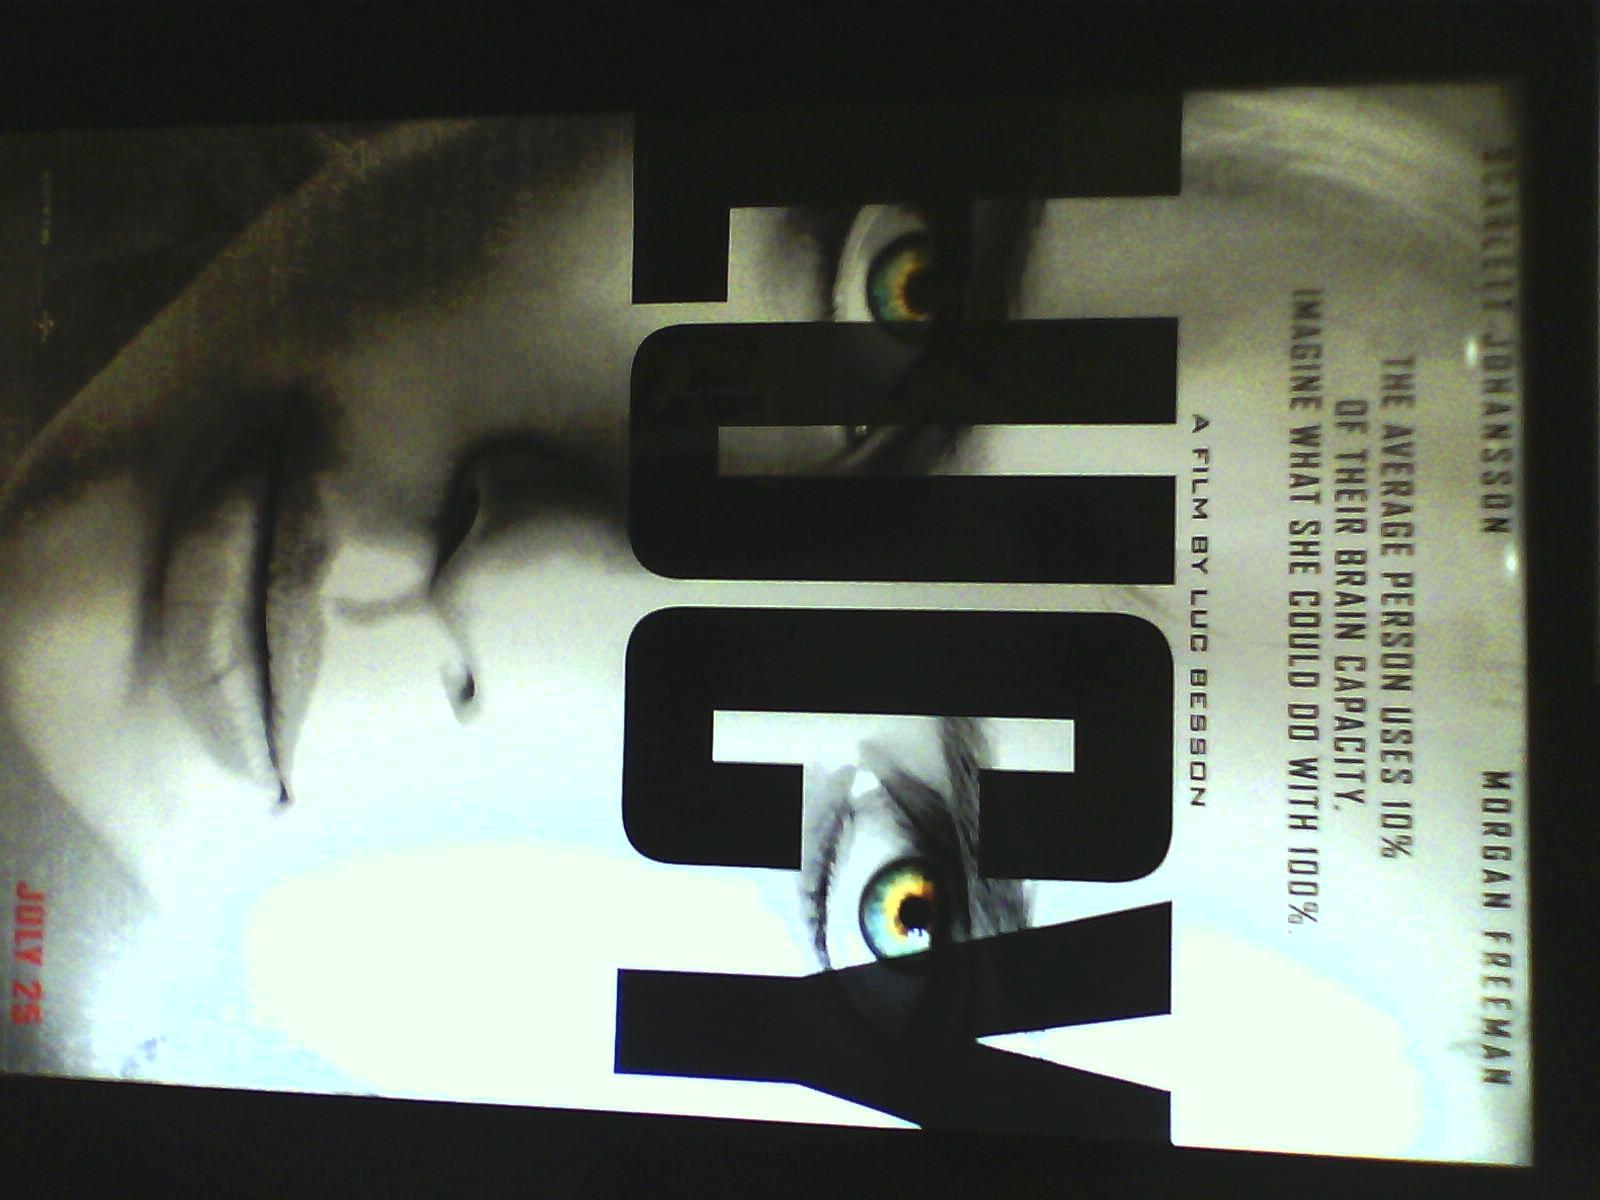 SCARLETT JOHANSSON MORGAN FREEMAN
THE AVERAGE PERSON USES 10%
OF THEIR BRAIN CAPACITY.
IMAGINE WHAT SHE COULD DO WITH 100%.
A FILM BY LUC BESSON
LUCY
JULY 25